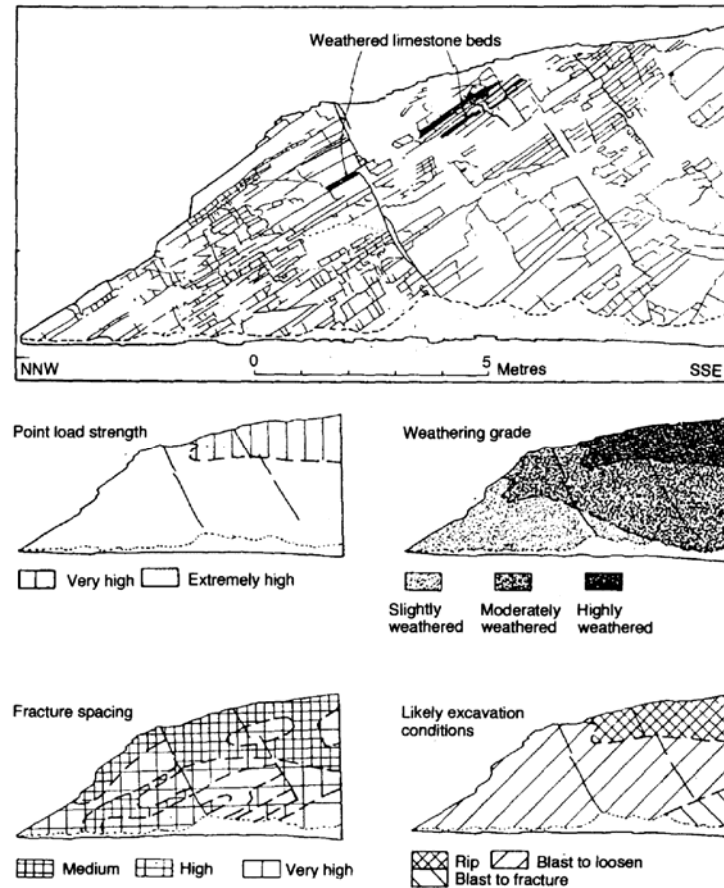 Weathered limestone beds
NNW
0
5
Metres
SSE
Point load strength
Very high
Extremely high
Weathering grade
Slightly
weathered
Moderately
weathered
Highly
weathered
Fracture spacing
Medium
High
Very high
Likely excavation
conditions
Rip
Blast to loosen
Blast to fracture